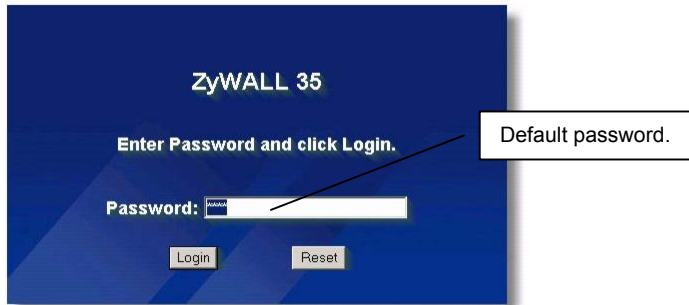 ZyWALL 35
Enter Password and click Login.
Default password.
Password: ****
Login Reset